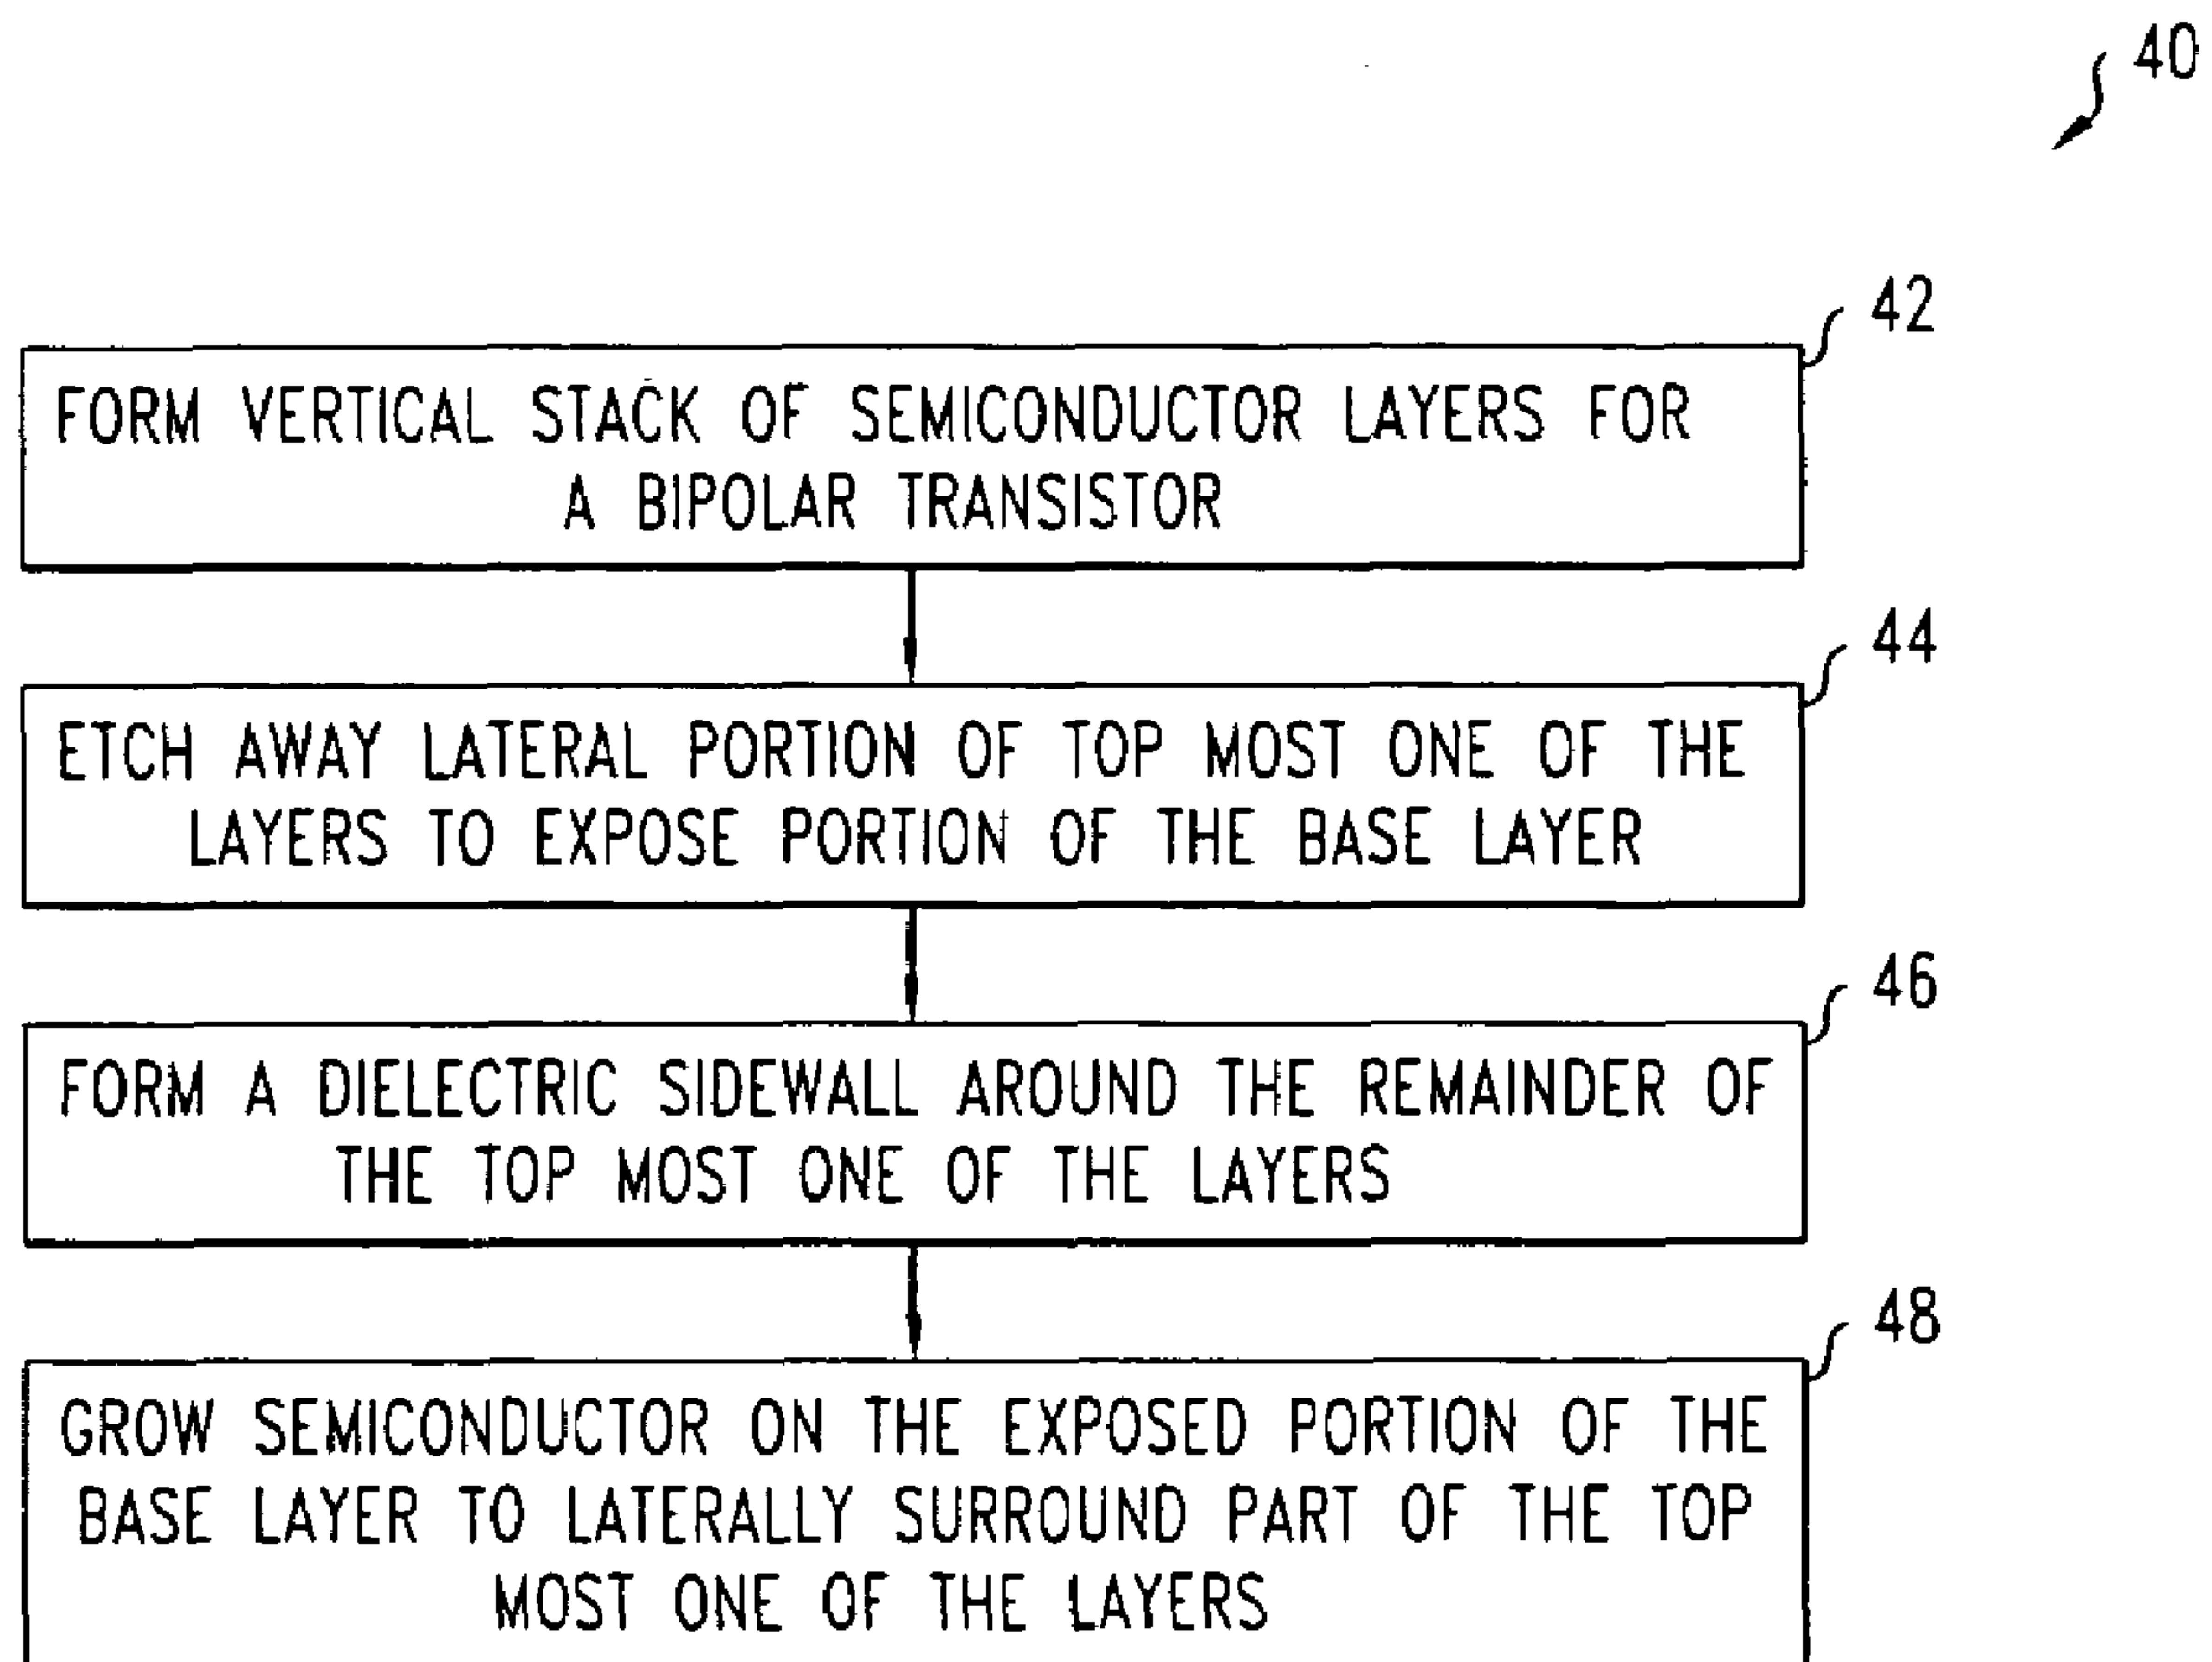 40
42
FORM VERTICAL STACK OF SEMICONDUCTOR LAYERS FOR
A BIPOLAR TRANSISTOR
44
ETCH AWAY LATERAL PORTION OF TOP MOST ONE OF THE
LAYERS TO EXPOSE PORTION OF THE BASE LAYER
46
FORM A DIELECTRIC SIDEWALL AROUND THE REMAINDER OF
THE TOP MOST ONE OF THE LAYERS
48
GROW SEMICONDUCTOR ON THE EXPOSED PORTION OF THE
BASE LAYER TO LATERALLY SURROUND PART OF THE TOP
MOST ONE OF THE LAYERS